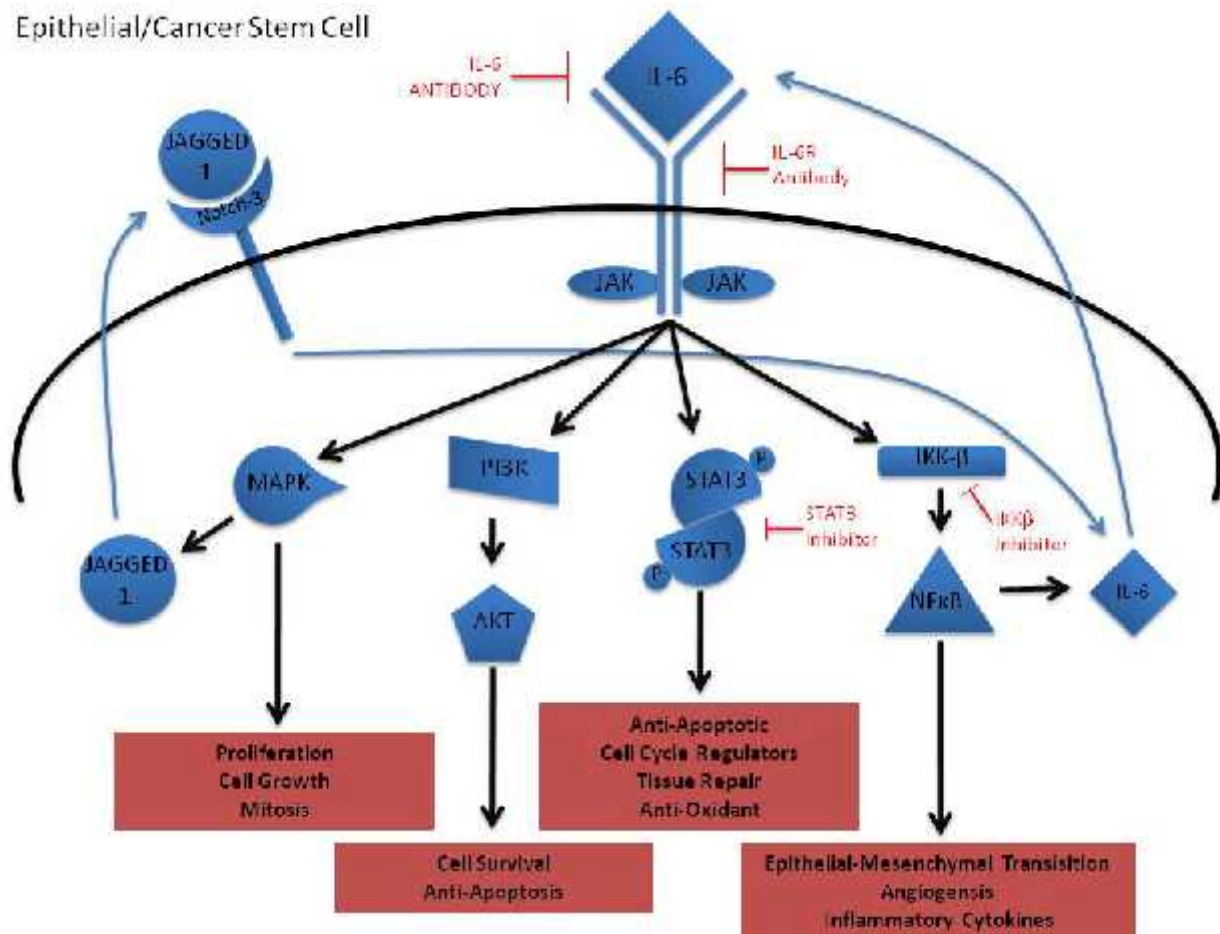 Epithelial/Cancer Stem Cell
IL-6
ANTIBODY
IL-6
JAGGED
1
Notch-3
IL-6R
Antibody
JAK
JAK
MAPK
PI3K
STAT3
P
STAT3
P
IKK-β
STAT3
Inhibitor
IKKβ
Inhibitor
JAGGED
1
AKT
NFκB
IL-6
Proliferation
Cell Growth
Mitosis
Anti-Apoptotic
Cell Cycle Regulators
Tissue Repair
Anti-Oxidant
Cell Survival
Anti-Apoptosis
Epithelial-Mesenchymal Transisition
Angiogensis
Inflammatory Cytokines